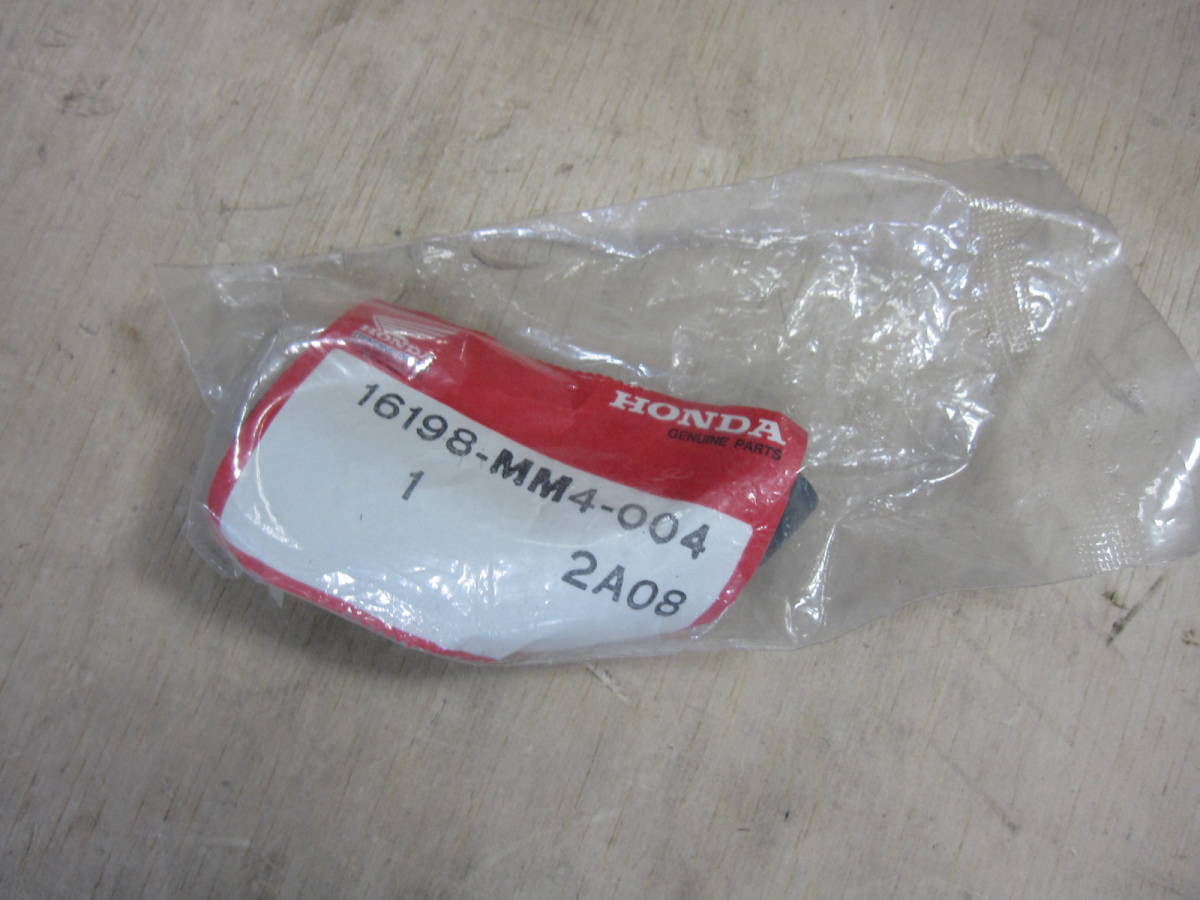 HONDA
HONDA
GENUINE PARTS
16198-MM4-004
1
2A08